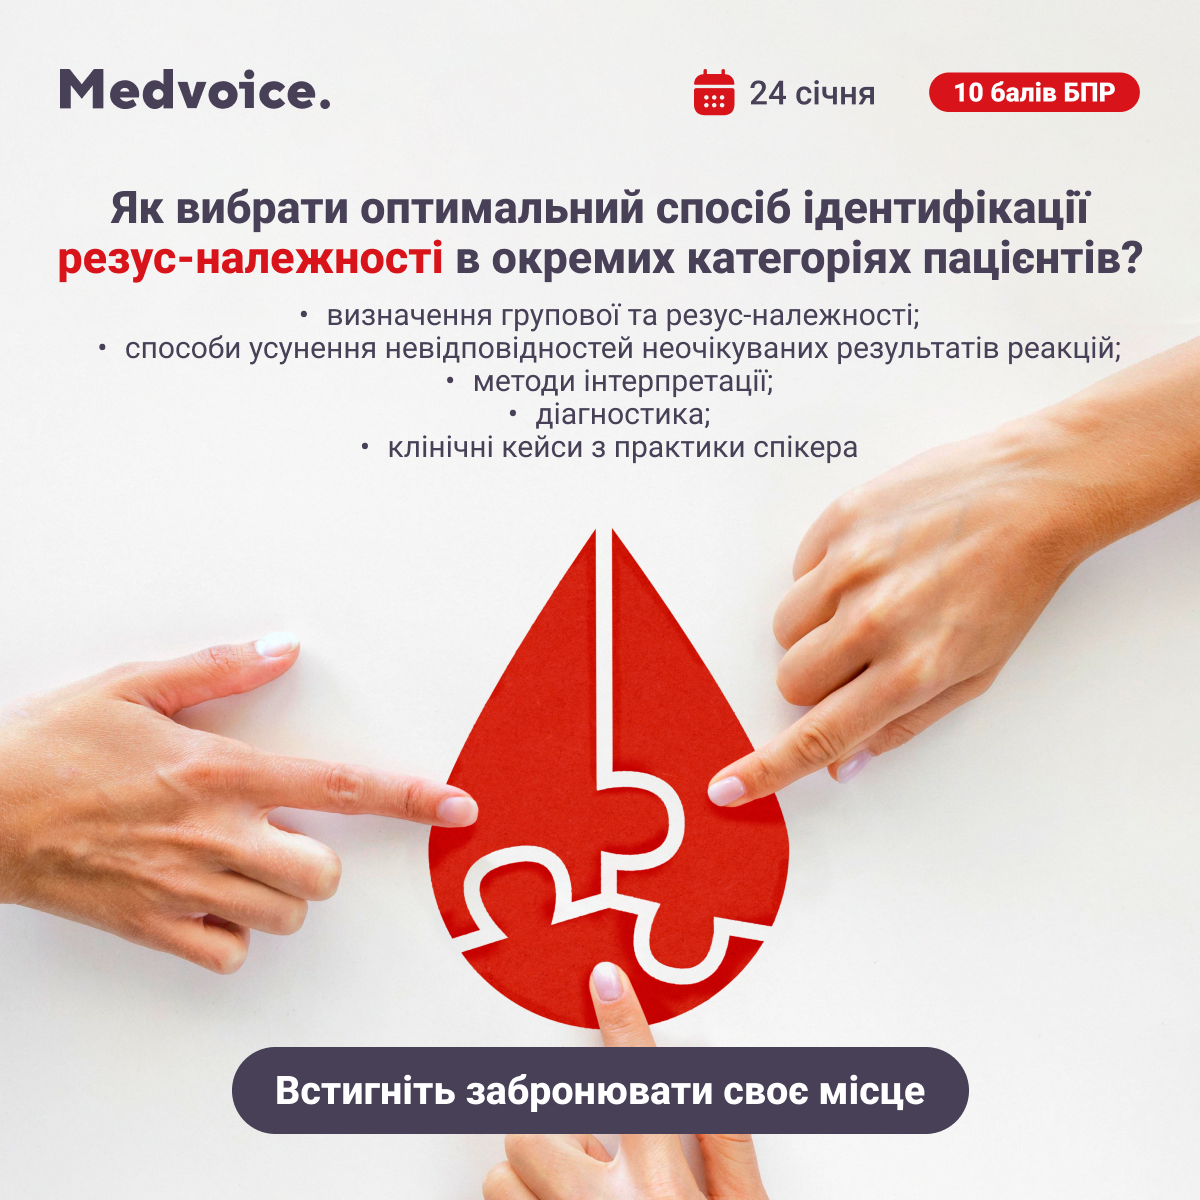 Medvoice.
24 січня
10 балів БПР
Як вибрати оптимальний спосіб ідентифікації
резус-належності в окремих категоріях пацієнтів?
• визначення групової та резус-належності;
• способи усунення невідповідностей неочікуваних результатів реакцій;
• методи інтерпретації;
• діагностика;
• клінічні кейси з практики спікера
Встигніть забронювати своє місце